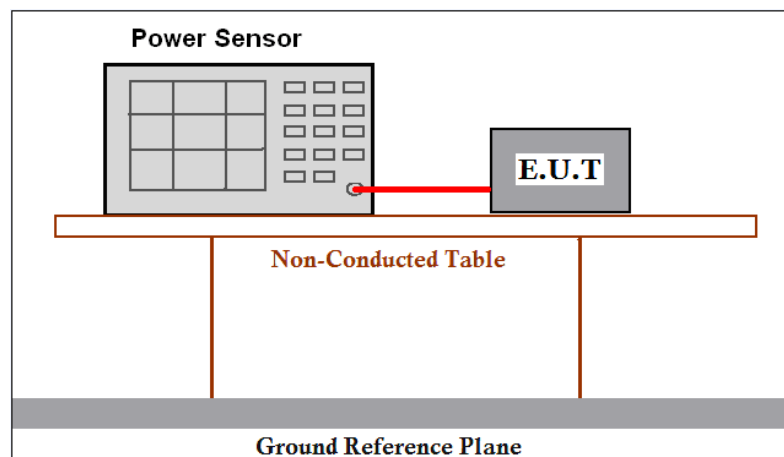 Power Sensor
E.U.T
Non-Conducted Table
Ground Reference Plane